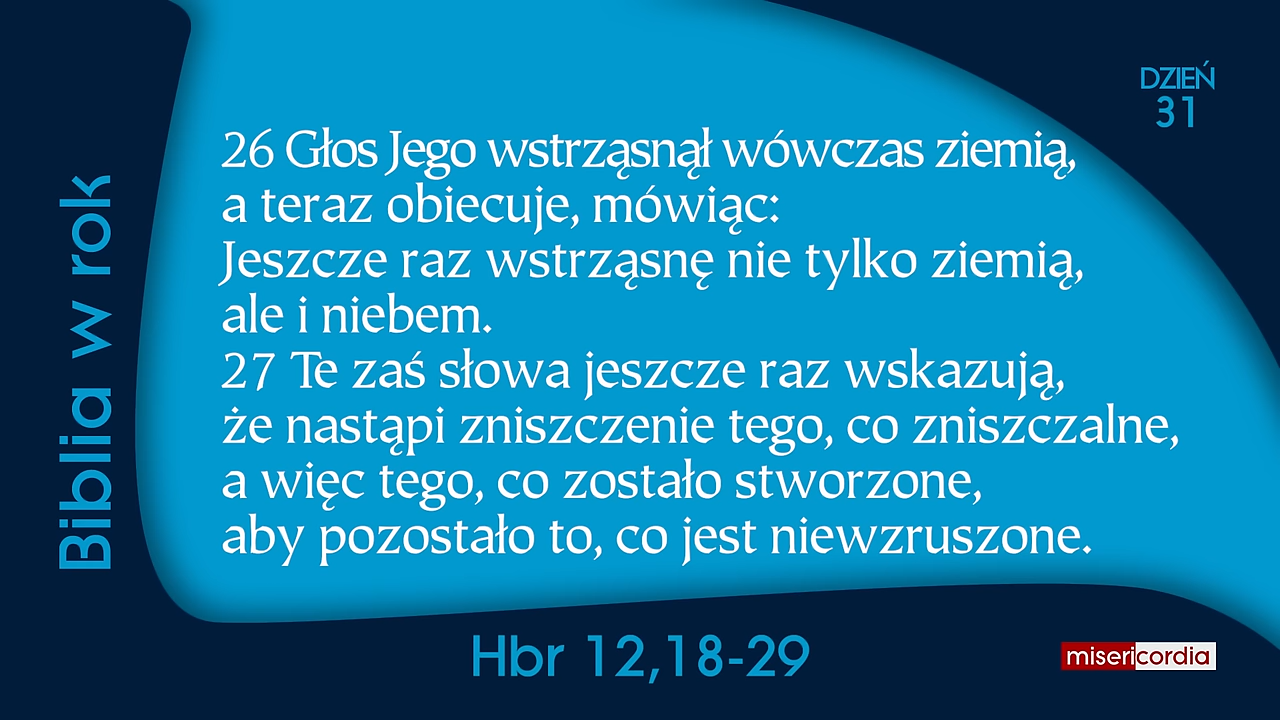 DZIEŃ
31
26 Głos Jego wstrząsnął wówczas ziemią,
a teraz obiecuje, mówiąc:
Jeszcze raz wstrząsnę nie tylko ziemią,
ale i niebem.
27 Te zaś słowa jeszcze raz wskazują,
że nastąpi zniszczenie tego, co zniszczalne,
a więc tego, co zostało stworzone,
aby pozostało to, co jest niewzruszone.
Biblia w rok
Hbr 12,18-29
misericordia